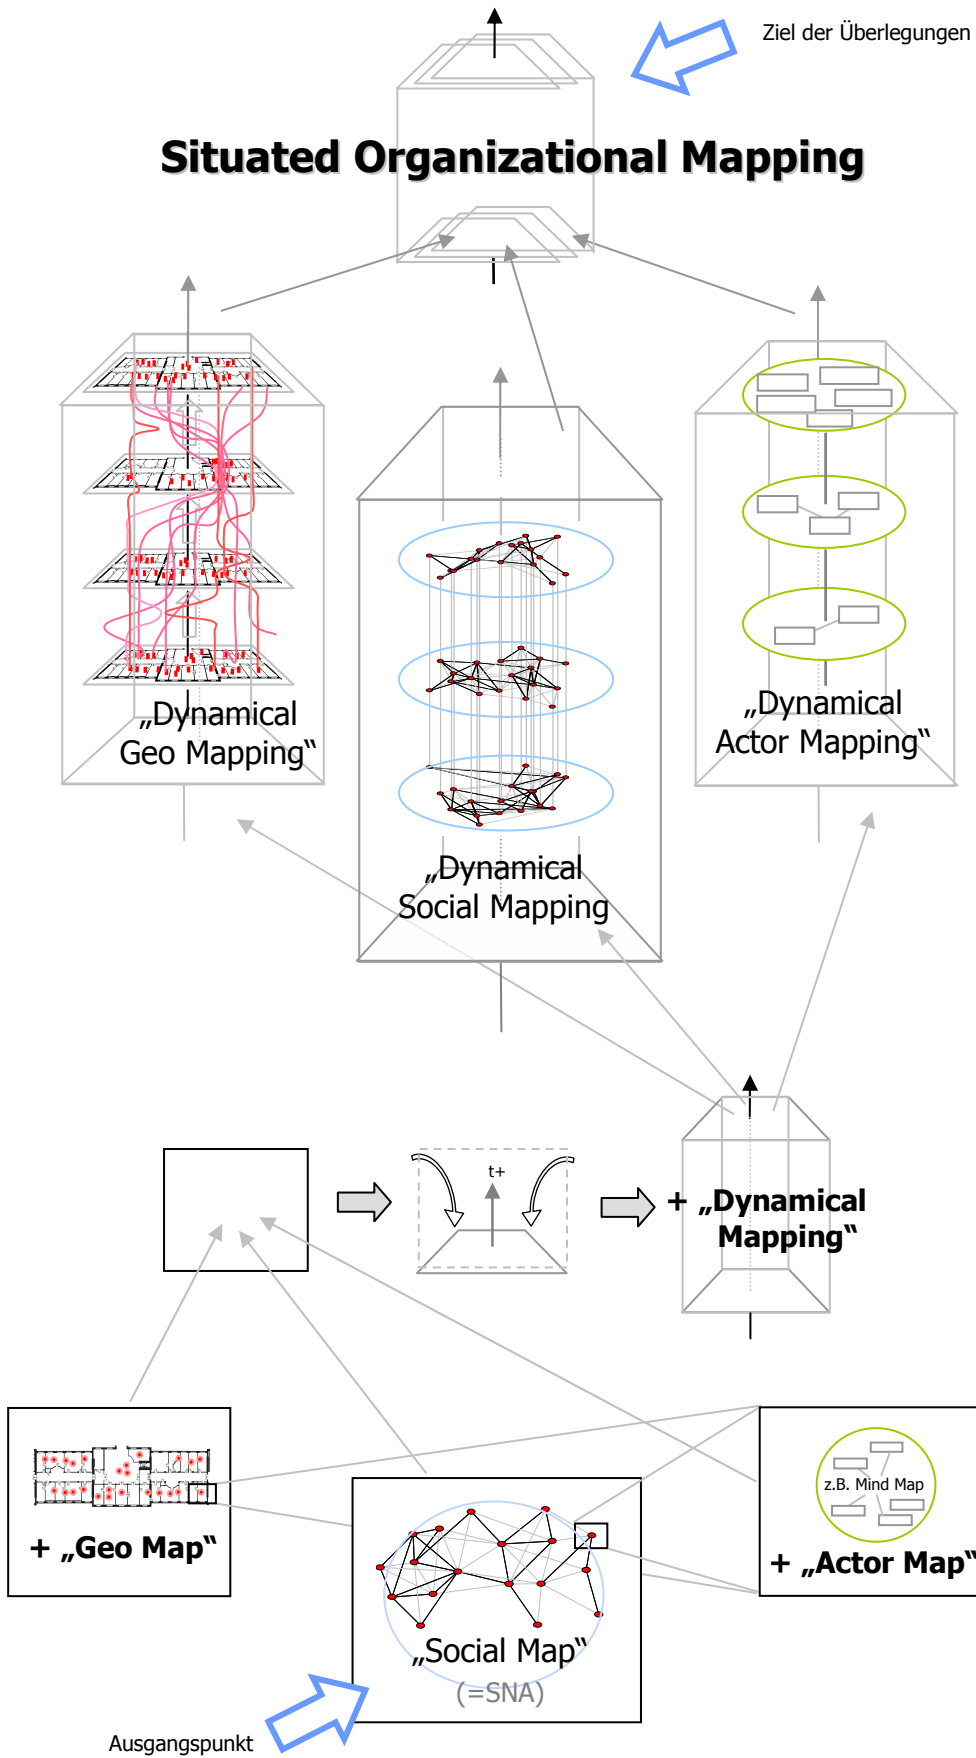 Ziel der Überlegungen
Situated Organizational Mapping
„Dynamical
Geo Mapping“
„Dynamical
Social Mapping
„Dynamical
Actor Mapping“
t+
+ „Dynamical
Mapping“
+ „Geo Map“
„Social Map“
(=SNA)
z.B. Mind Map
+ „Actor Map“
Ausgangspunkt